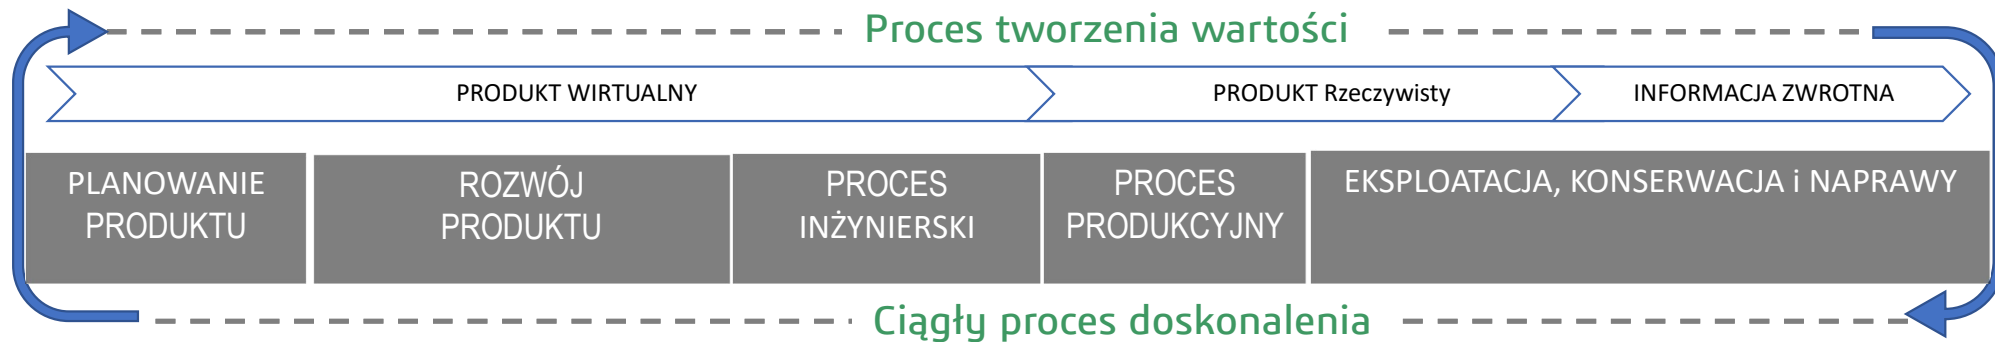 Proces tworzenia wartości
PRODUKT WIRTUALNY
PRODUKT Rzeczywisty
INFORMACJA ZWROTNA
PLANOWANIE
PRODUKTU
ROZWÓJ
PRODUKTU
PROCES
INŻYNIERSKI
PROCES
PRODUKCYJNY
EKSPLOATACJA, KONSERWACJA i NAPRAWY
Ciągły proces doskonalenia